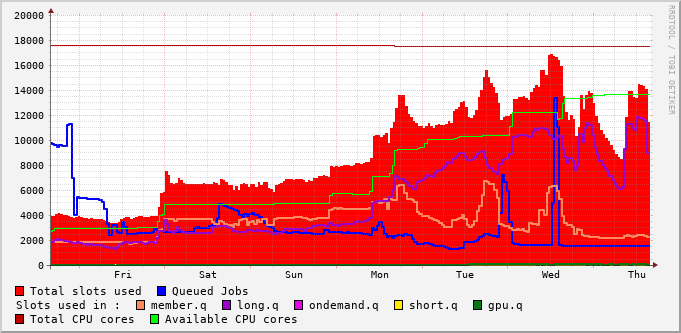 20000
18000
16000
14000
12000
10000
8000
6000
4000
2000
0
Fri Sat Sun Mon Tue Wed Thu
RRDTOOL / TOBI OETIKER
Total slots used Queued Jobs
Slots used in : member.q long.q ondemand.q short.q gpu.q
Total CPU cores Available CPU cores